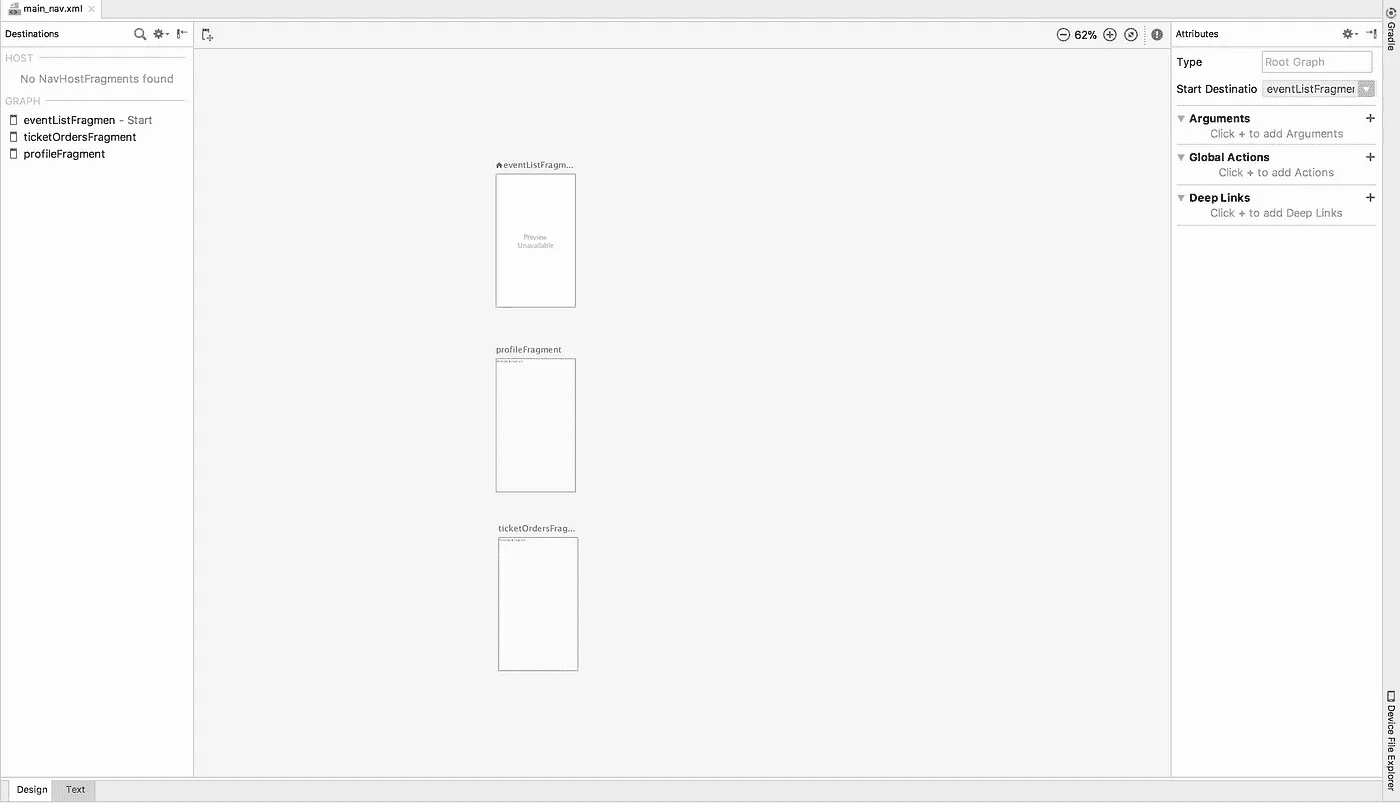 main_nav.xml
Destinations
62%
Attributes
HOST
No NavHostFragments found
GRAPH
eventListFragmen - Start
ticketOrdersFragment
profileFragment
eventListFragm...
Preview
Unavailable
profileFragment
ticketOrdersFrag...
Type
Root Graph
Start Destinatio
eventListFragmer
Arguments
Click + to add Arguments
Global Actions
Click + to add Actions
Deep Links
Click + to add Deep Links
Gradle
Device File Explorer
Design
Text